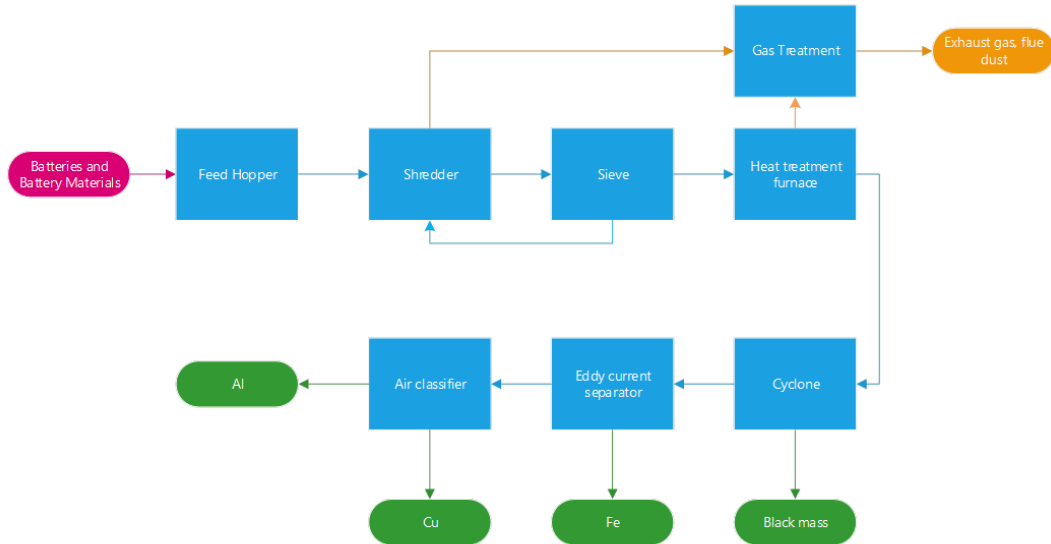 Gas Treatment
Exhaust gas, flue
dust
Batteries and
Battery Materials
Feed Hopper
Shredder
Sieve
Heat treatment
furnace
Al
Air classifier
Eddy current
separator
Cyclone
Cu
Fe
Black mass